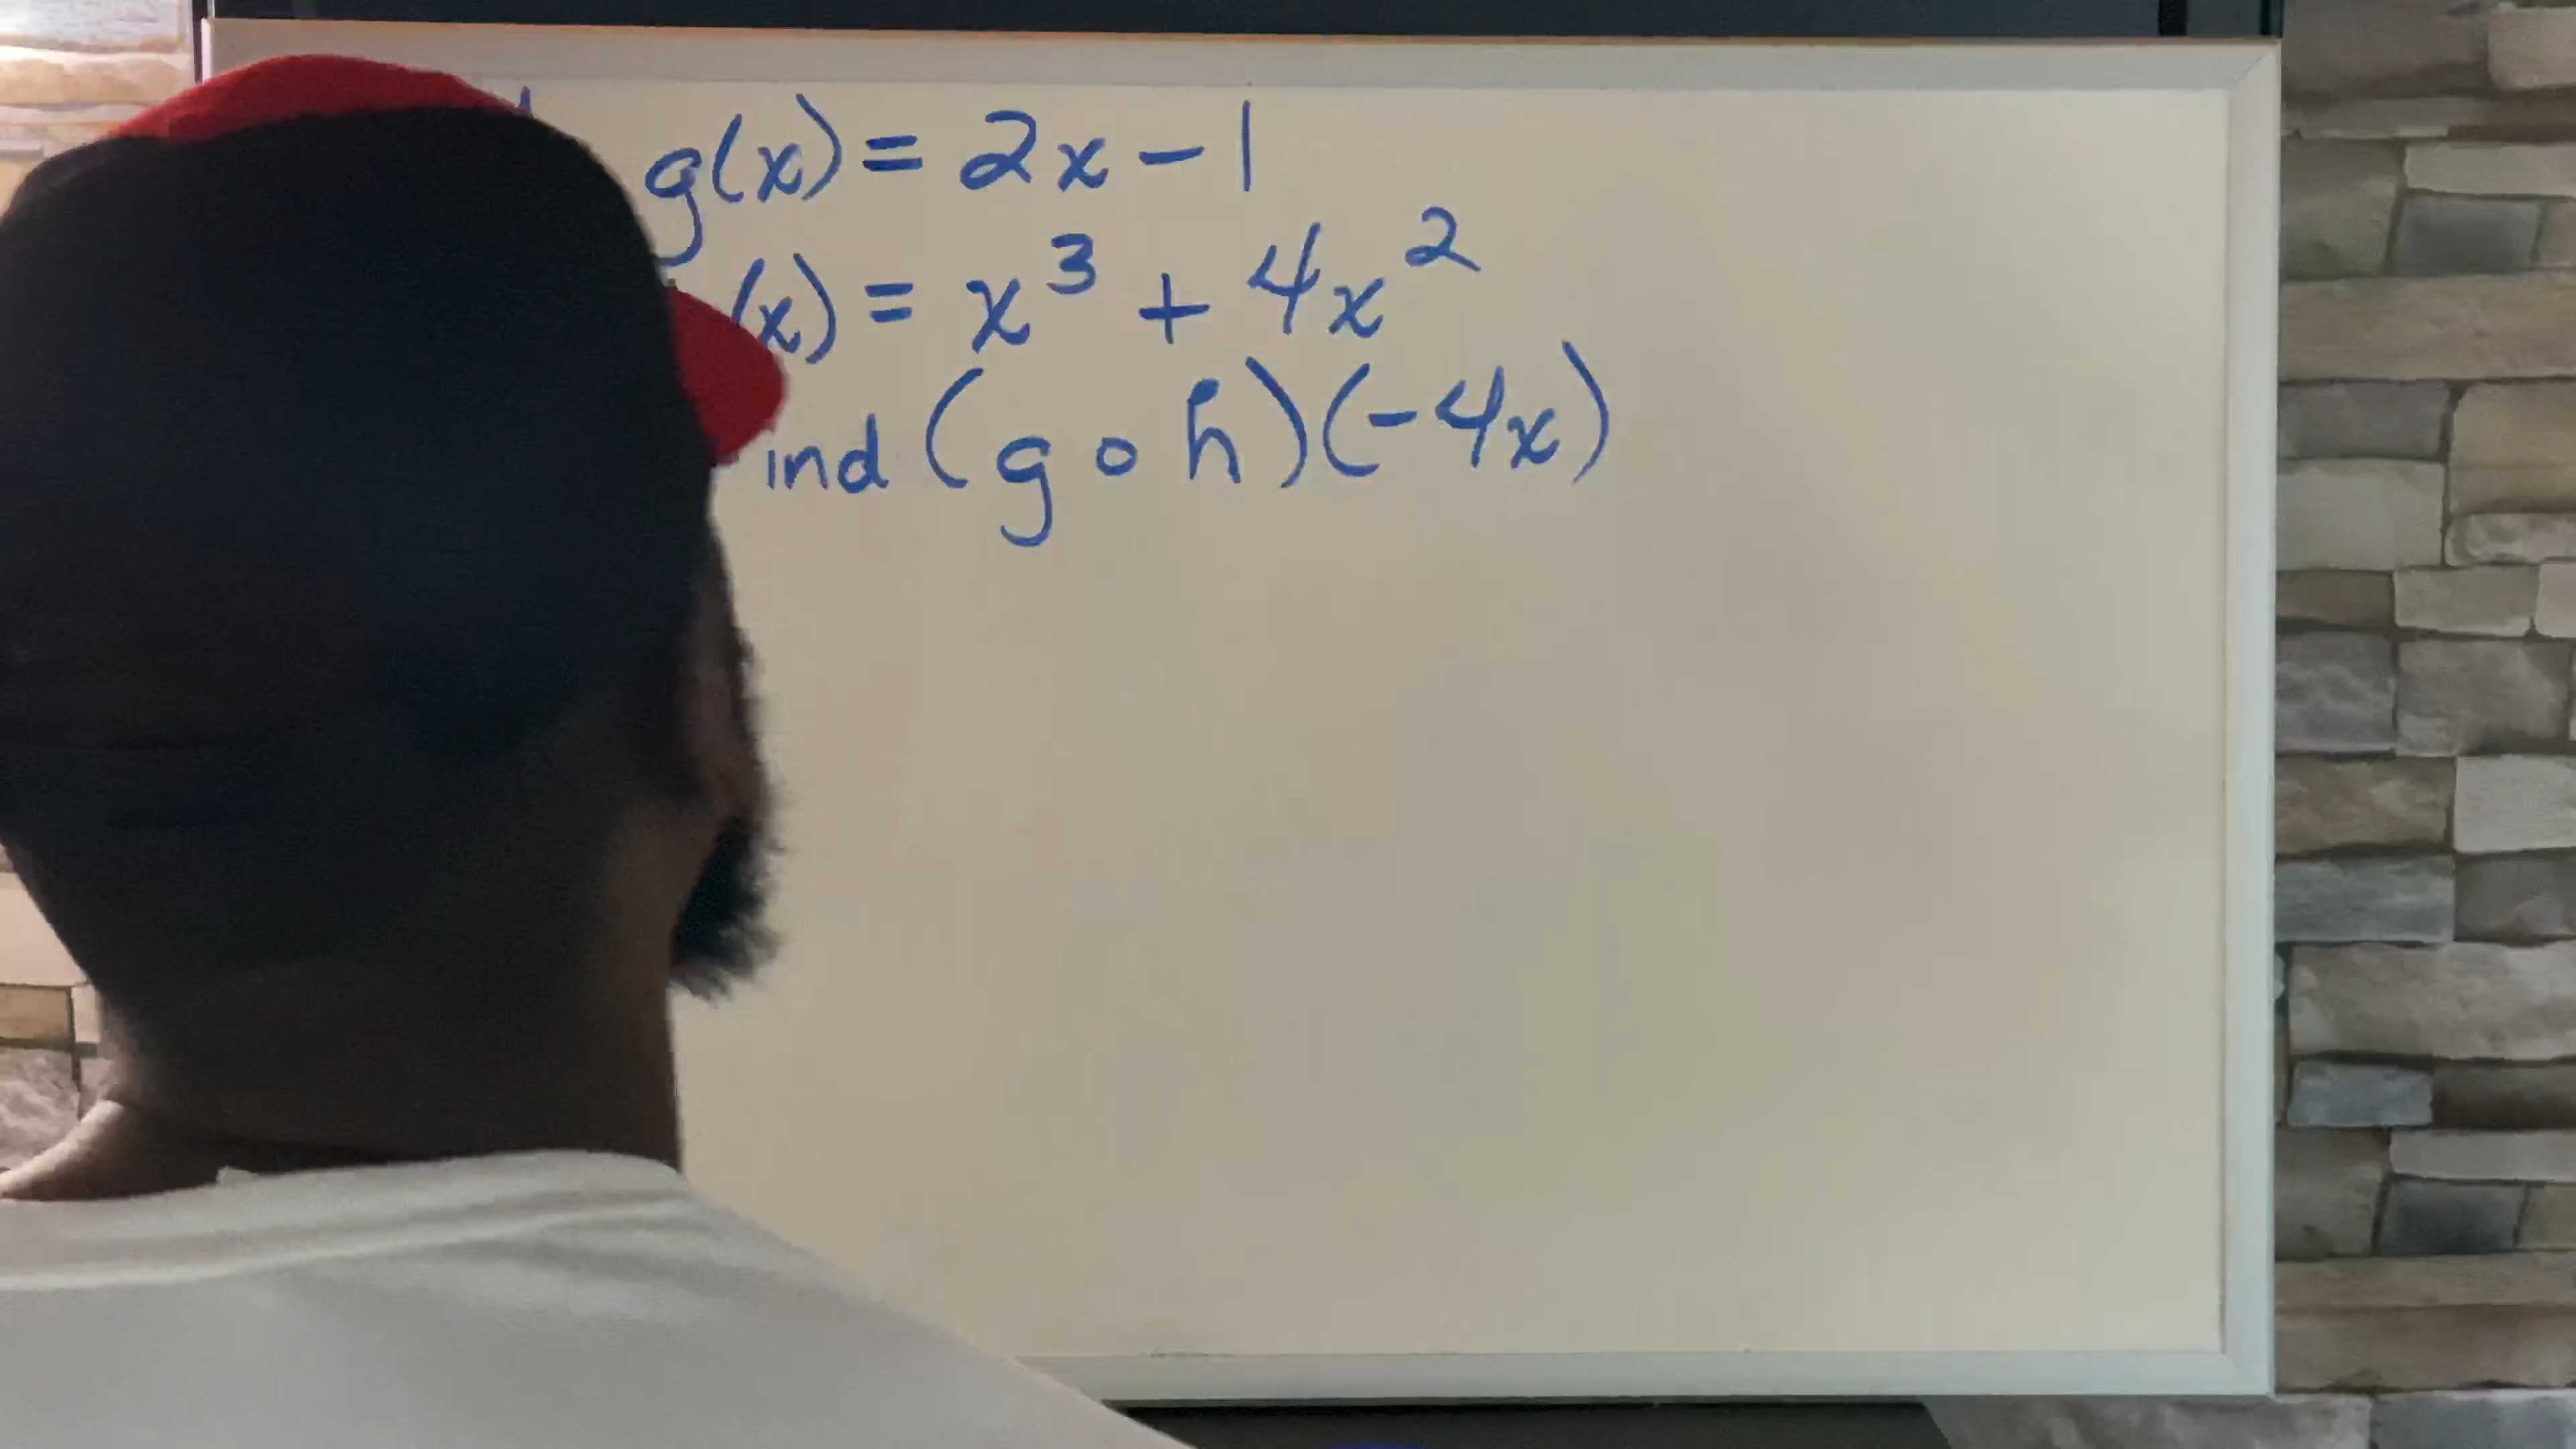 g(x) = 2x - 1
(x) = x³ + 4x²
ind (g ∘ h)(-4x)